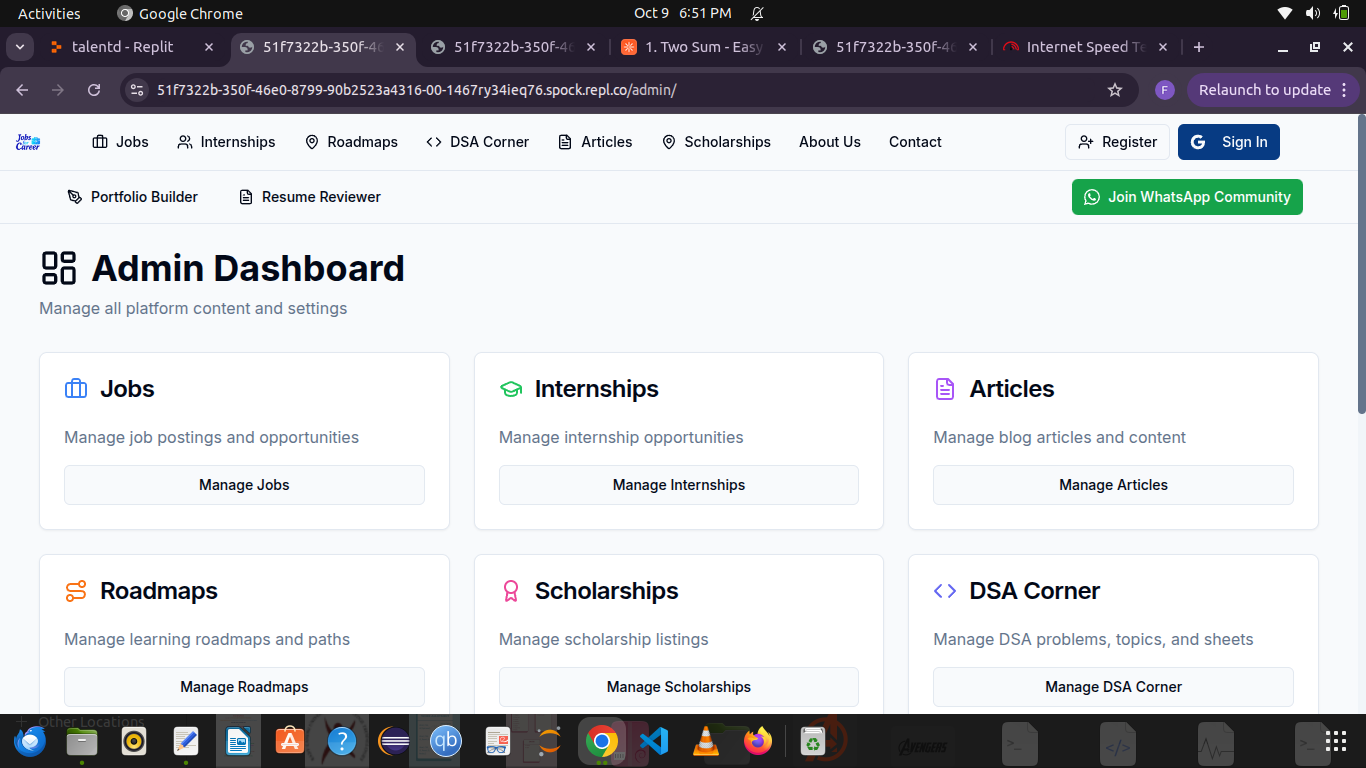 Activities Google Chrome Oct 9 6:51 PM
talentd - Replit 51f7322b-350f-46 51f7322b-350f-46 1. Two Sum - Easy 51f7322b-350f-46 Internet Speed Te
51f7322b-350f-46e0-8799-90b2523a4316-00-1467ry34ieq76.spock.repl.co/admin/ F Relaunch to update
Jobs for Career Jobs Internships Roadmaps DSA Corner Articles Scholarships About Us Contact Register Sign In
Portfolio Builder Resume Reviewer Join WhatsApp Community
Admin Dashboard
Manage all platform content and settings
Jobs Internships Articles
Manage job postings and opportunities Manage internship opportunities Manage blog articles and content
Manage Jobs Manage Internships Manage Articles
Roadmaps Scholarships DSA Corner
Manage learning roadmaps and paths Manage scholarship listings Manage DSA problems, topics, and sheets
Manage Roadmaps Manage Scholarships Manage DSA Corner
+ Other Locations
qb AVENGERS